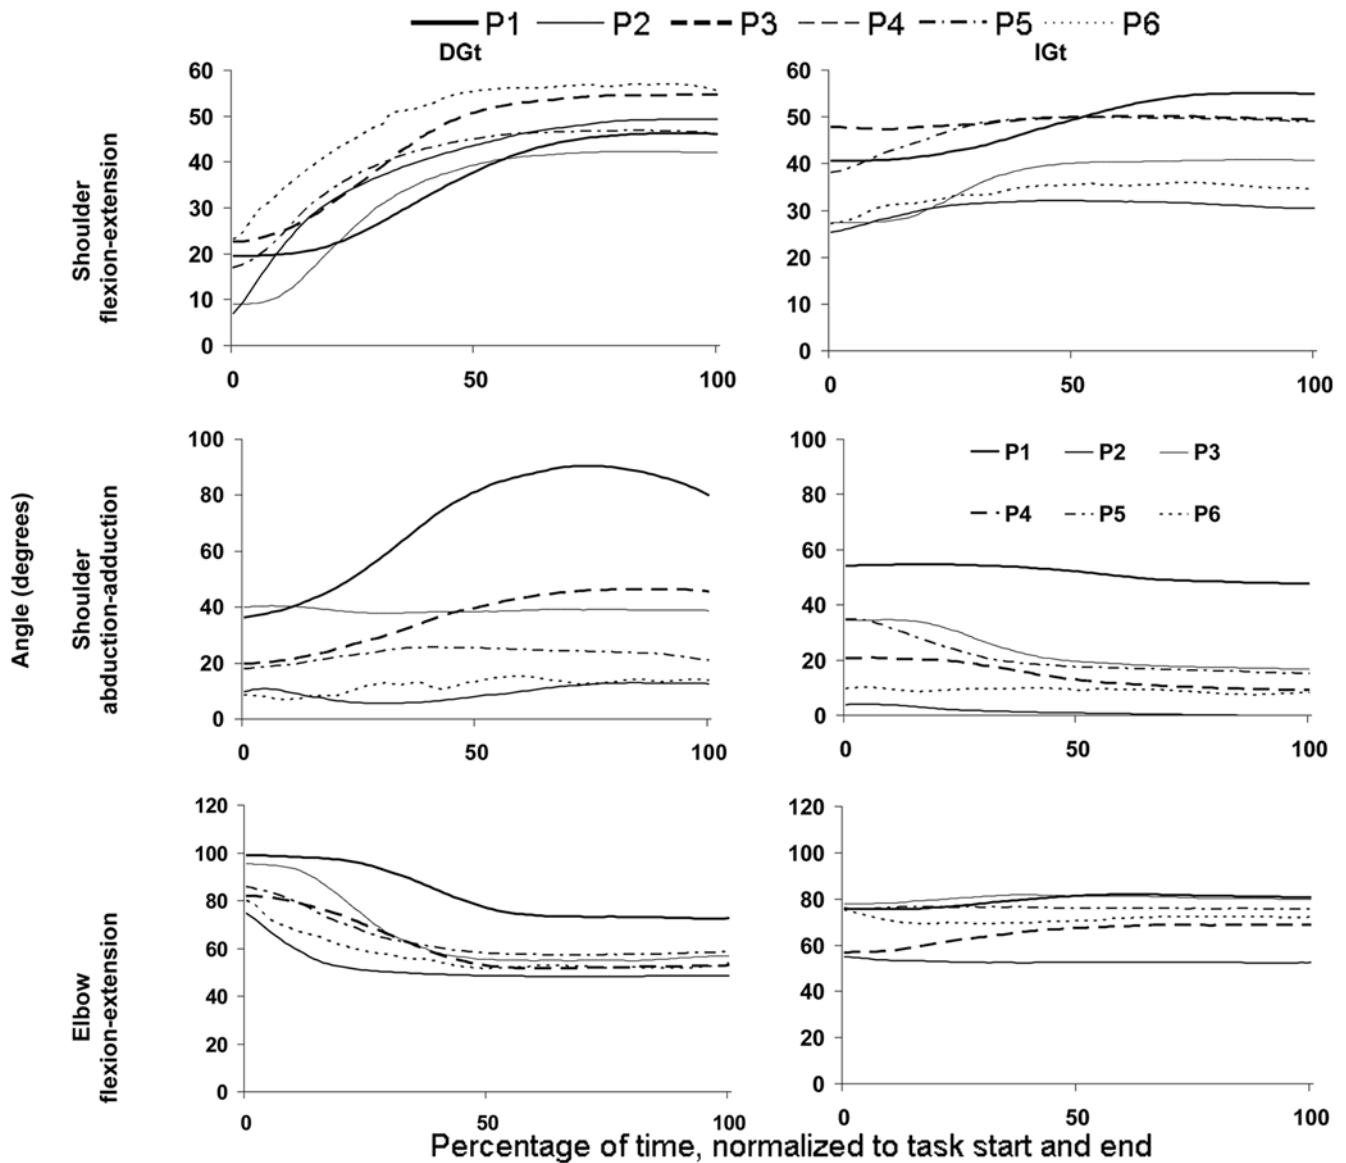 P1 P2 P3 P4 P5 P6
DGt IGt
Shoulder
flexion-extension
60
50
40
30
20
10
0
0 50 100
60
50
40
30
20
10
0
0 50 100
Angle (degrees)
Shoulder
abduction-adduction
100
80
60
40
20
0
0 50 100
100
80
60
40
20
0
0 50 100
P1 P2 P3
P4 P5 P6
Elbow
flexion-extension
120
100
80
60
40
20
0
0 50 100
120
100
80
60
40
20
0
0 50 100
Percentage of time, normalized to task start and end